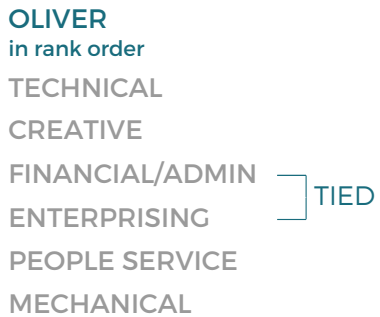 OLIVER
in rank order
TECHNICAL
CREATIVE
FINANCIAL/ADMIN
TIED
ENTERPRISING
PEOPLE SERVICE
MECHANICAL